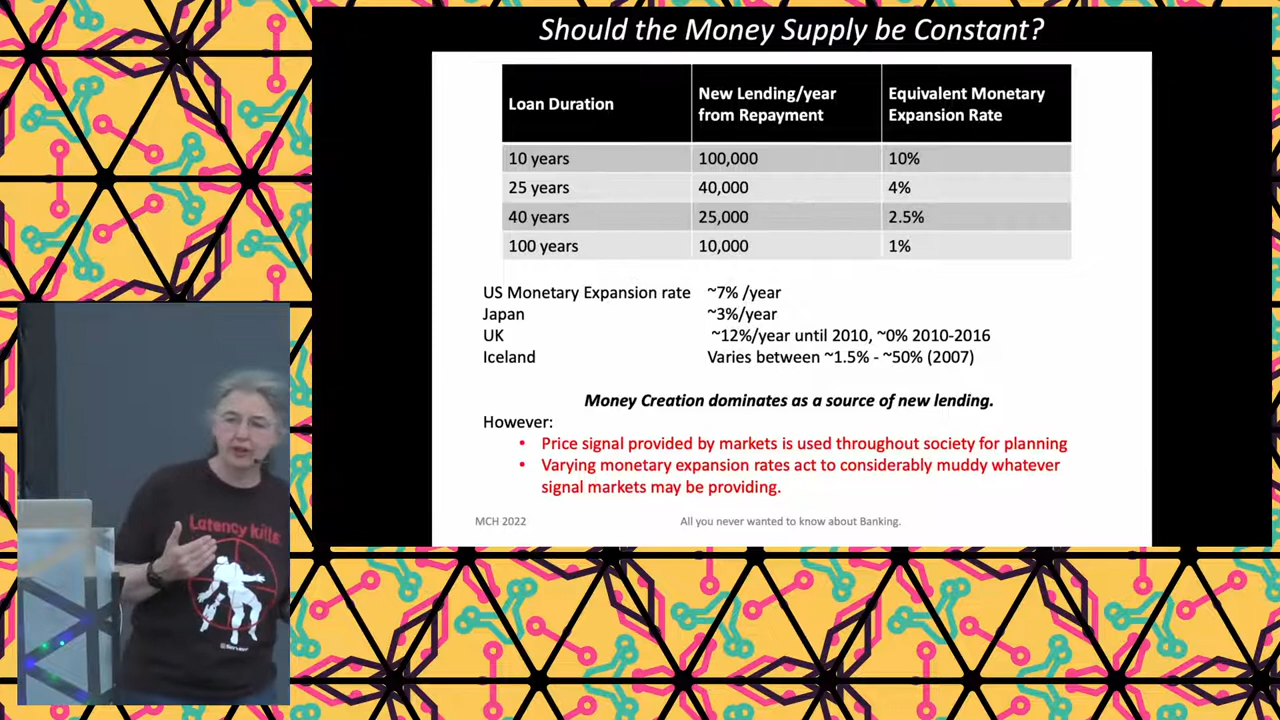 Should the Money Supply be Constant?
Loan Duration
New Lending/year
from Repayment
Equivalent Monetary
Expansion Rate
10 years 100,000 10%
25 years 40,000 4%
40 years 25,000 2.5%
100 years 10,000 1%
US Monetary Expansion rate ~7% /year
Japan ~3%/year
UK ~12%/year until 2010, ~0% 2010-2016
Iceland Varies between ~1.5% - ~50% (2007)
Money Creation dominates as a source of new lending.
However:
• Price signal provided by markets is used throughout society for planning
• Varying monetary expansion rates act to considerably muddy whatever
signal markets may be providing.
MCH 2022 All you never wanted to know about Banking.
Latency kills